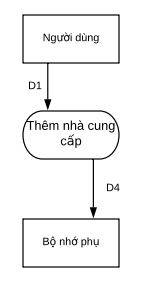 Người dùng
D1
Thêm nhà cung
cấp
D4
Bộ nhớ phụ